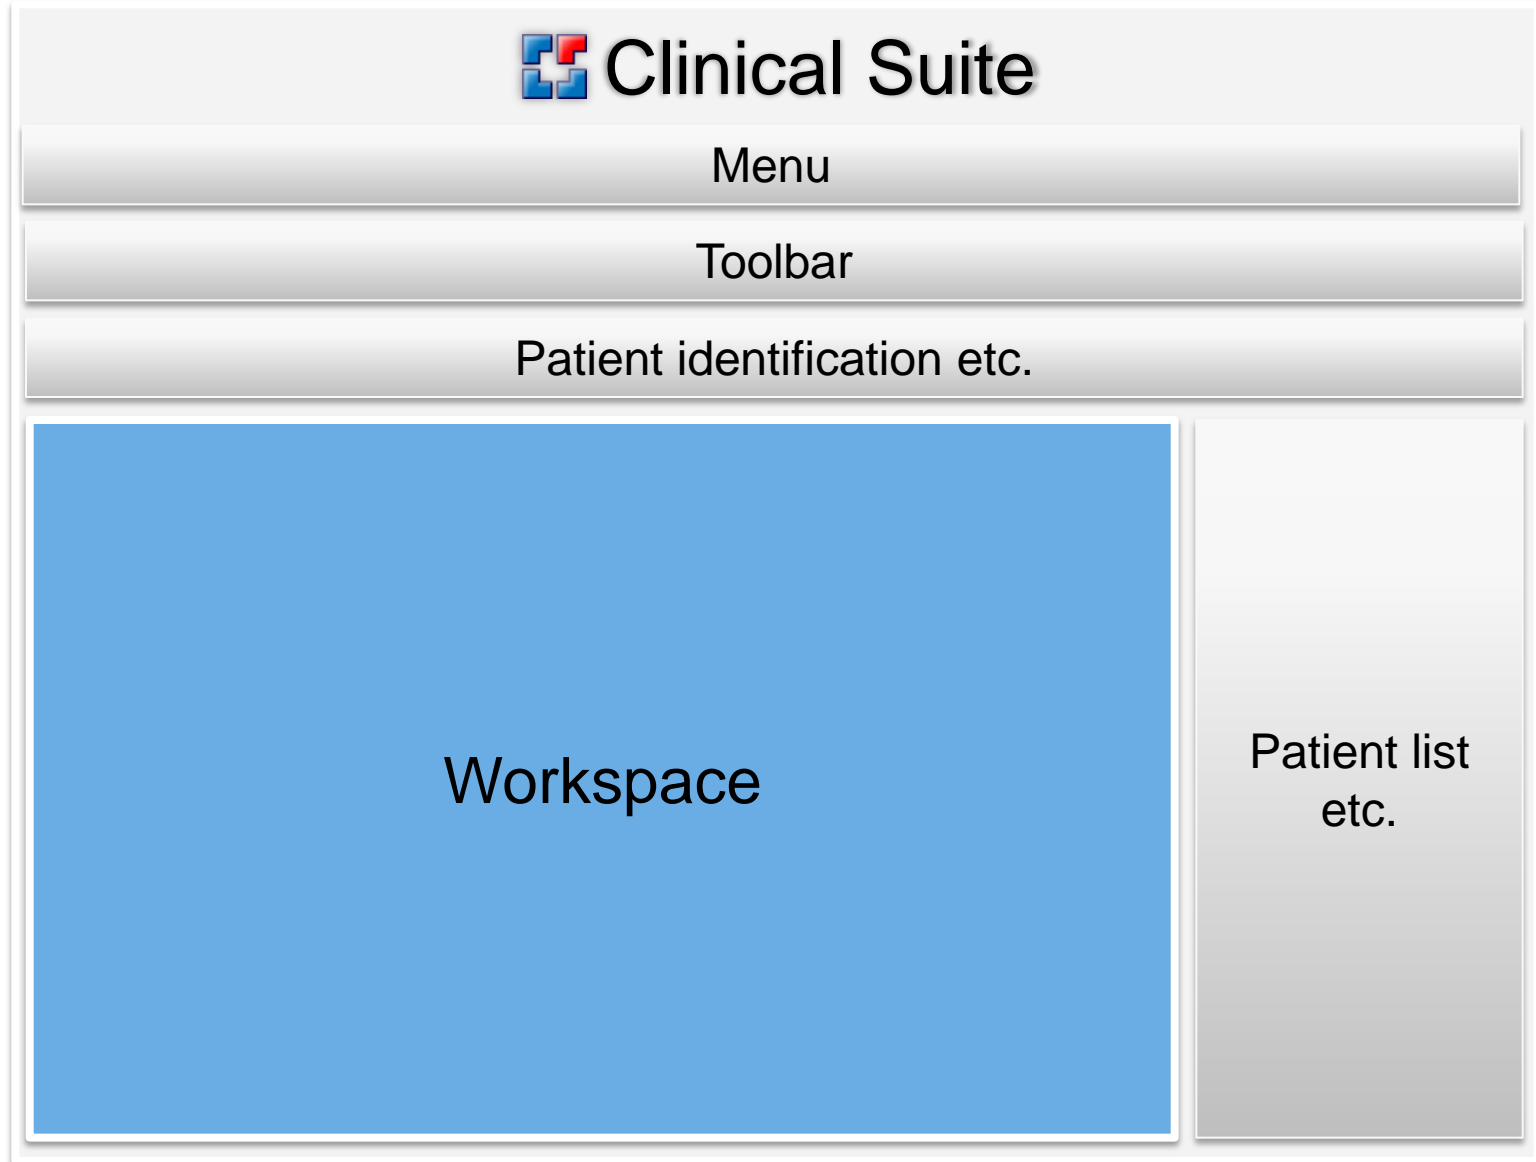 Clinical Suite
Menu
Toolbar
Patient identification etc.
Workspace
Patient list
etc.